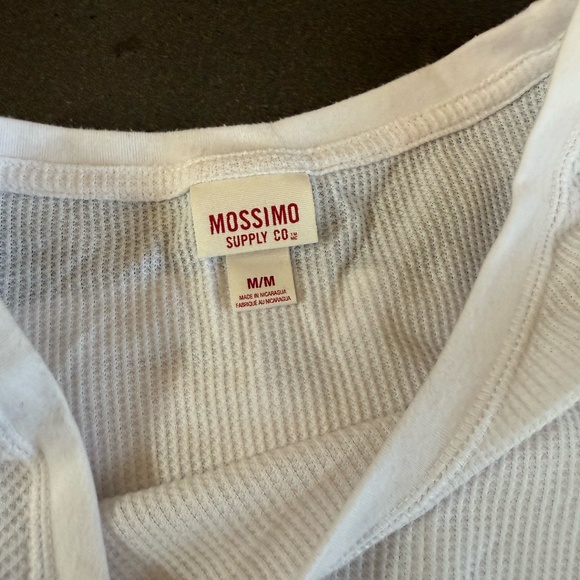 MOSSIMO
SUPPLY CO
M/M
MADE IN NICARAGUA
FABRIQUÉ AU NICARAGUA